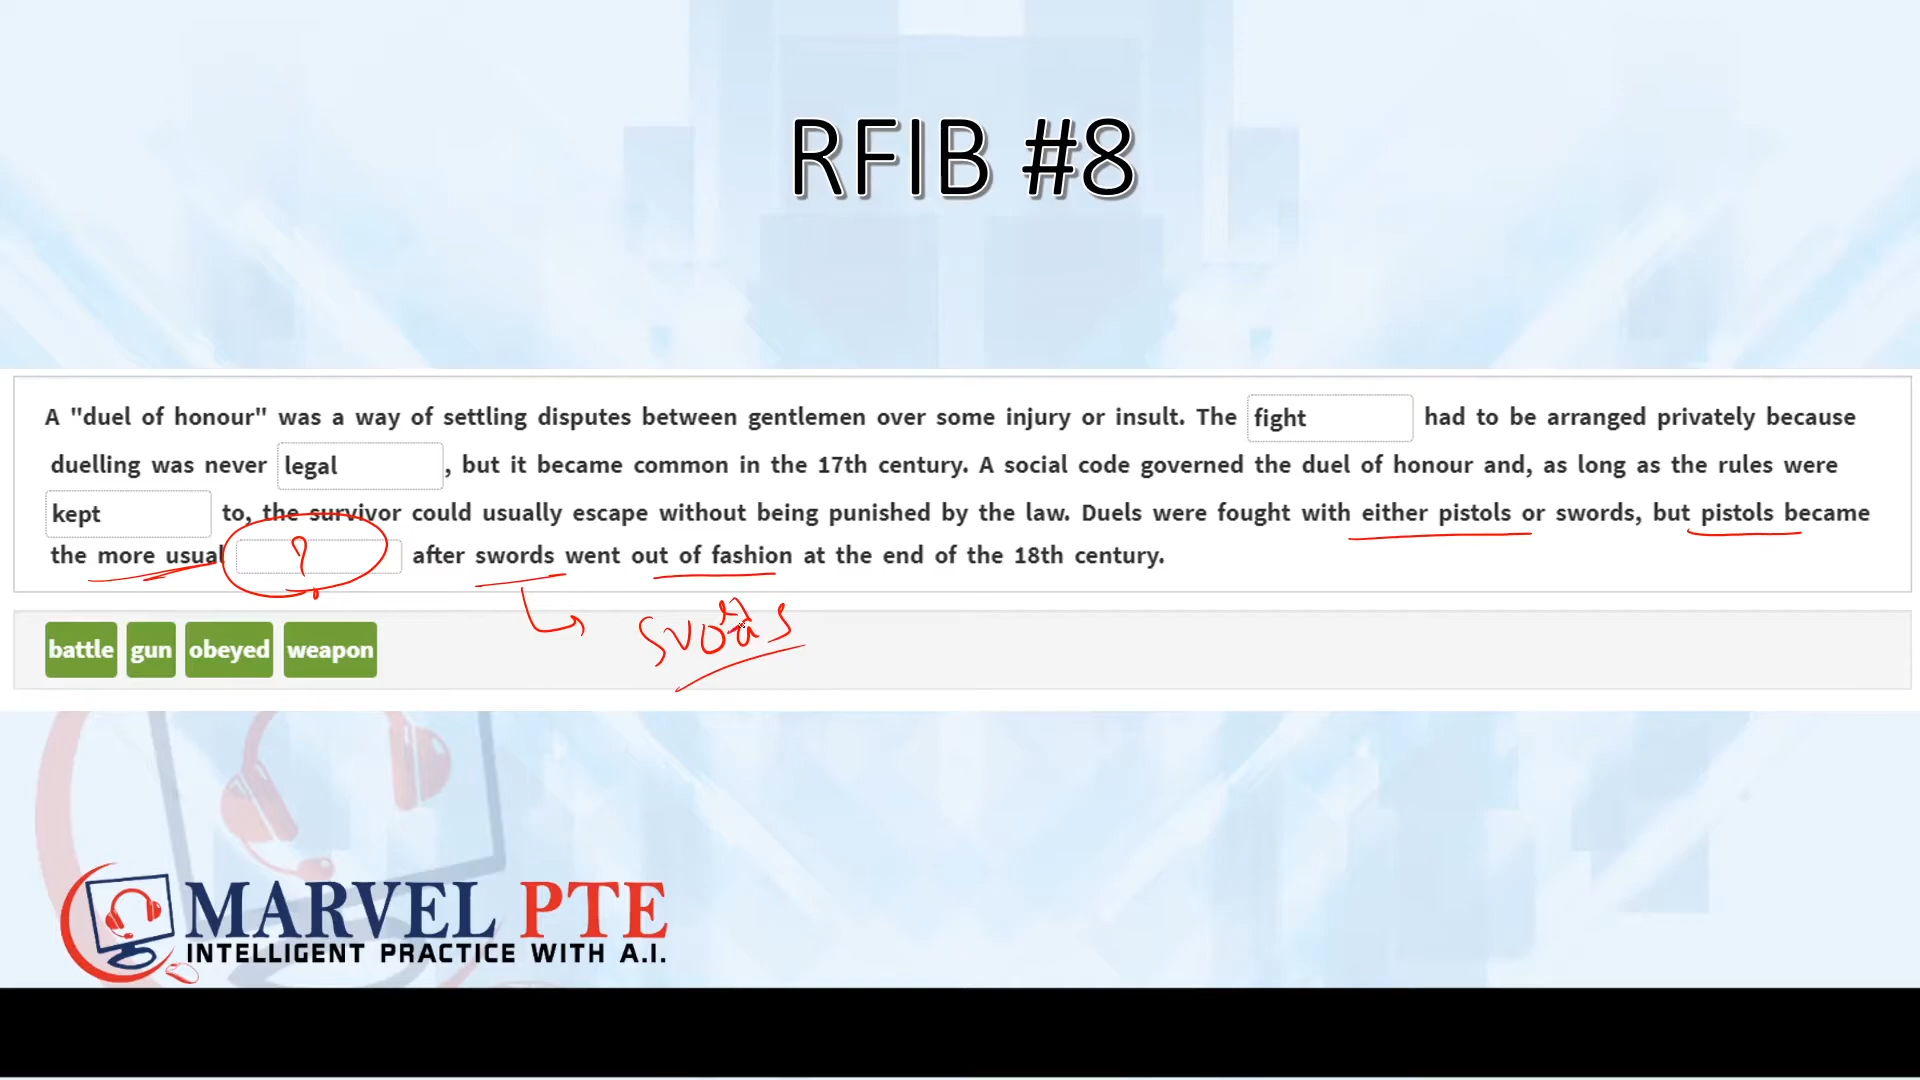 RFIB #8
A "duel of honour" was a way of settling disputes between gentlemen over some injury or insult. The fight had to be arranged privately because
duelling was never legal , but it became common in the 17th century. A social code governed the duel of honour and, as long as the rules were
kept to, the survivor could usually escape without being punished by the law. Duels were fought with either pistols or swords, but pistols became
the more usual ? after swords went out of fashion at the end of the 18th century.
battle gun obeyed weapon
MARVEL PTE
INTELLIGENT PRACTICE WITH A.I.